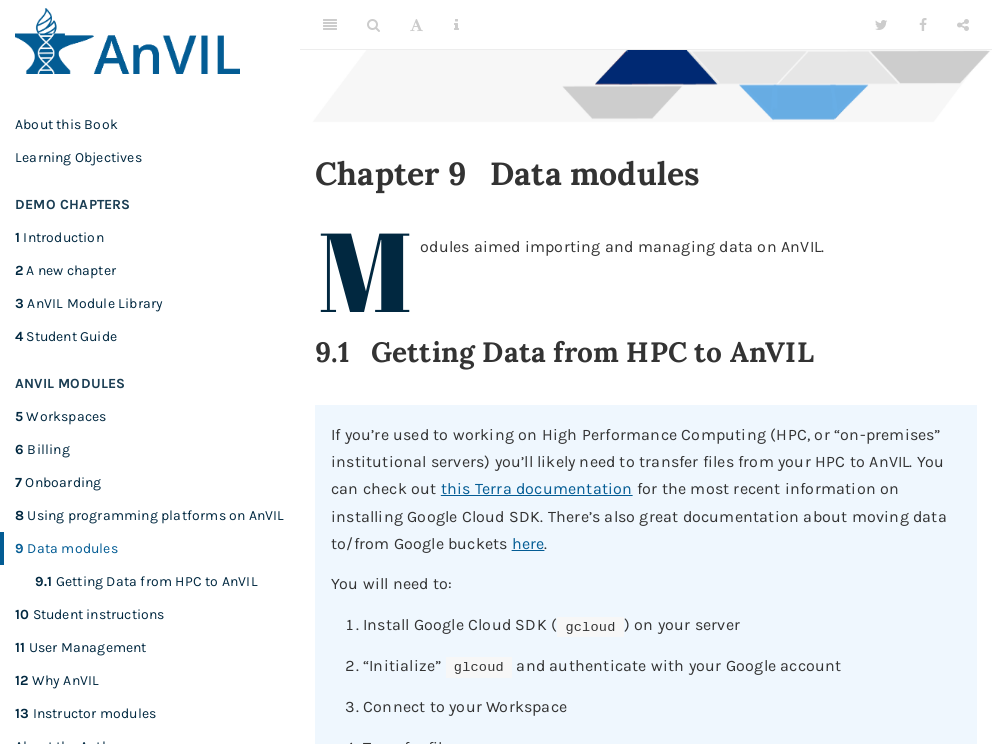 AnVIL
About this Book
Learning Objectives
DEMO CHAPTERS
1 Introduction
2 A new chapter
3 AnVIL Module Library
4 Student Guide
ANVIL MODULES
5 Workspaces
6 Billing
7 Onboarding
8 Using programming platforms on AnVIL
9 Data modules
9.1 Getting Data from HPC to AnVIL
10 Student instructions
11 User Management
12 Why AnVIL
13 Instructor modules
Chapter 9 Data modules
Modules aimed importing and managing data on AnVIL.
9.1 Getting Data from HPC to AnVIL
If you’re used to working on High Performance Computing (HPC, or “on-premises”
institutional servers) you’ll likely need to transfer files from your HPC to AnVIL. You
can check out this Terra documentation for the most recent information on
installing Google Cloud SDK. There’s also great documentation about moving data
to/from Google buckets here.
You will need to:
1. Install Google Cloud SDK ( gcloud ) on your server
2. “Initialize” glcoud and authenticate with your Google account
3. Connect to your Workspace